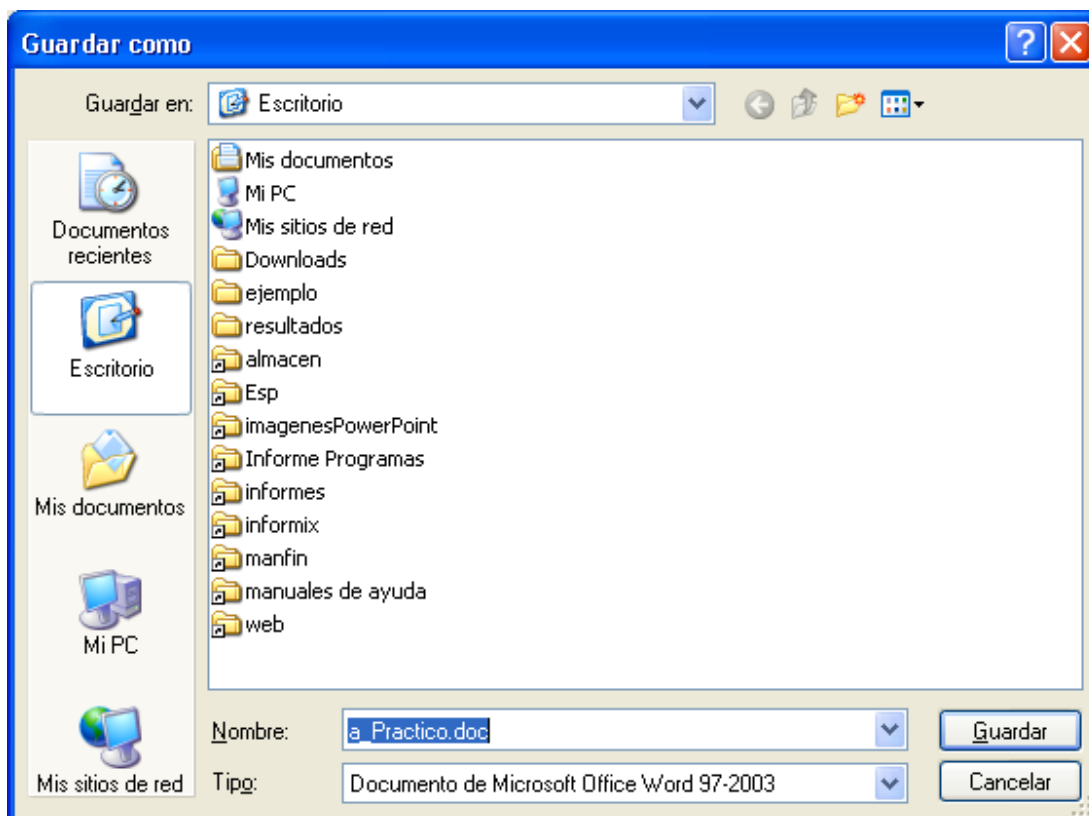 Guardar como
Guardar en: Escritorio
Documentos
recientes
Escritorio
Mis documentos
Mi PC
Mis sitios de red
Mis documentos
Mi PC
Mis sitios de red
Downloads
ejemplo
resultados
almacen
Esp
imagenesPowerPoint
Informe Programas
informes
informix
manfin
manuales de ayuda
web
Nombre: a_Practico.doc Guardar
Tipo: Documento de Microsoft Office Word 97-2003 Cancelar